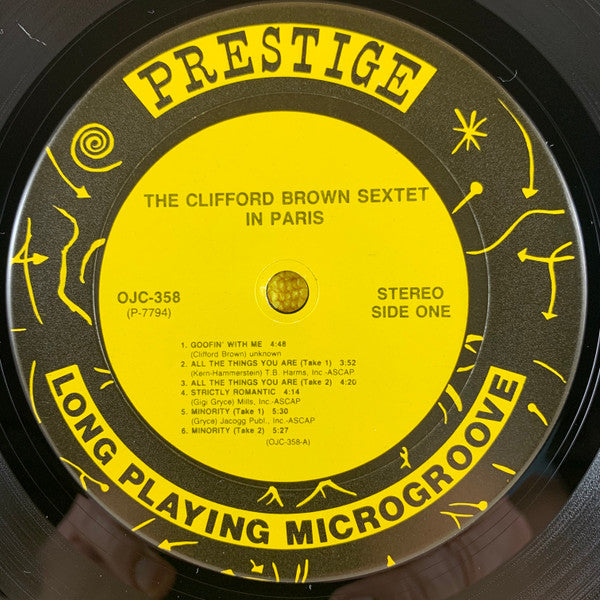 PRESTIGE
THE CLIFFORD BROWN SEXTET
IN PARIS
OJC-358
(P-7794)
STEREO
SIDE ONE
1. GOOFIN' WITH ME 4:48
(Clifford Brown) unknown
2. ALL THE THINGS YOU ARE (Take 1) 3:52
(Kern-Hammerstein) T.B. Harms, Inc.-ASCAP
3. ALL THE THINGS YOU ARE (Take 2) 4:20
4. STRICTLY ROMANTIC 4:14
(Gigi Gryce) Mills, Inc.-ASCAP
5. MINORITY (Take 1) 5:30
(Gryce) Jacogg Publ., Inc.-ASCAP
6. MINORITY (Take 2) 5:27
(OJC-358-A)
LONG PLAYING MICROGROOVE